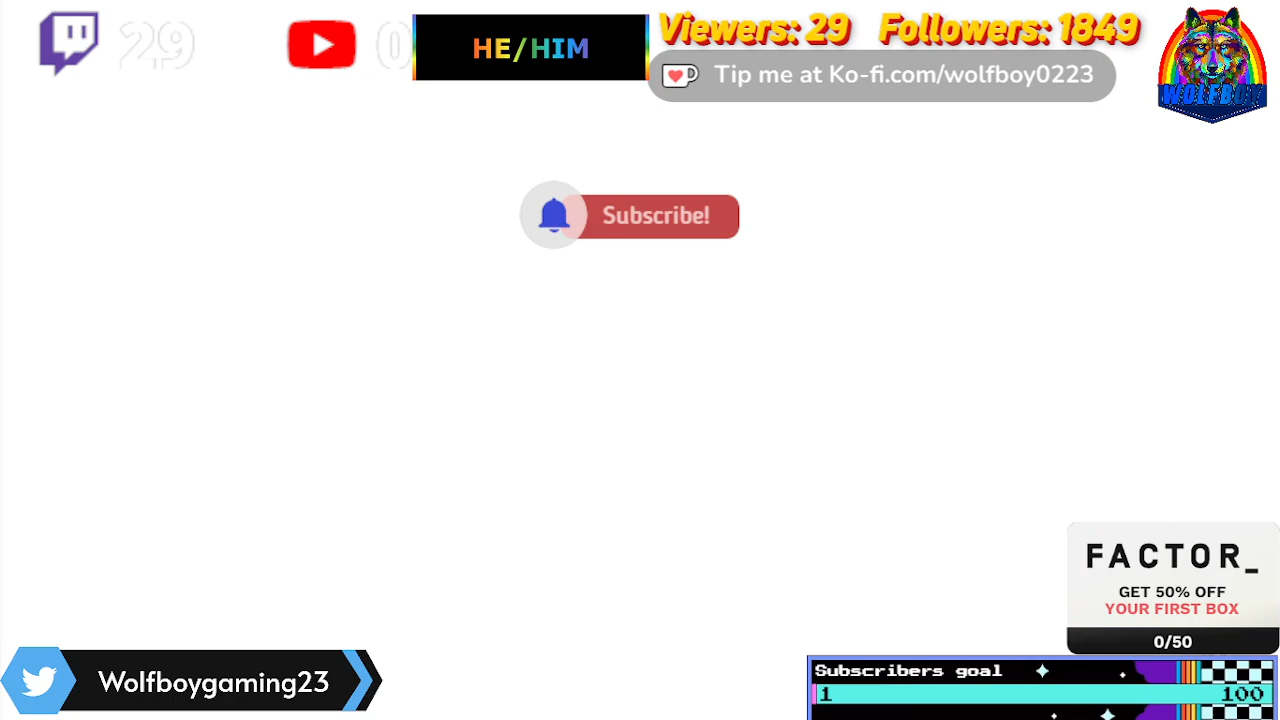 29
0
HE/HIM
Viewers: 29 Followers: 1849
Tip me at Ko-fi.com/wolfboy0223
WOLFBOY
Subscribe!
FACTOR_
GET 50% OFF
YOUR FIRST BOX
0/50
Wolfboygaming23
Subscribers goal
1 100